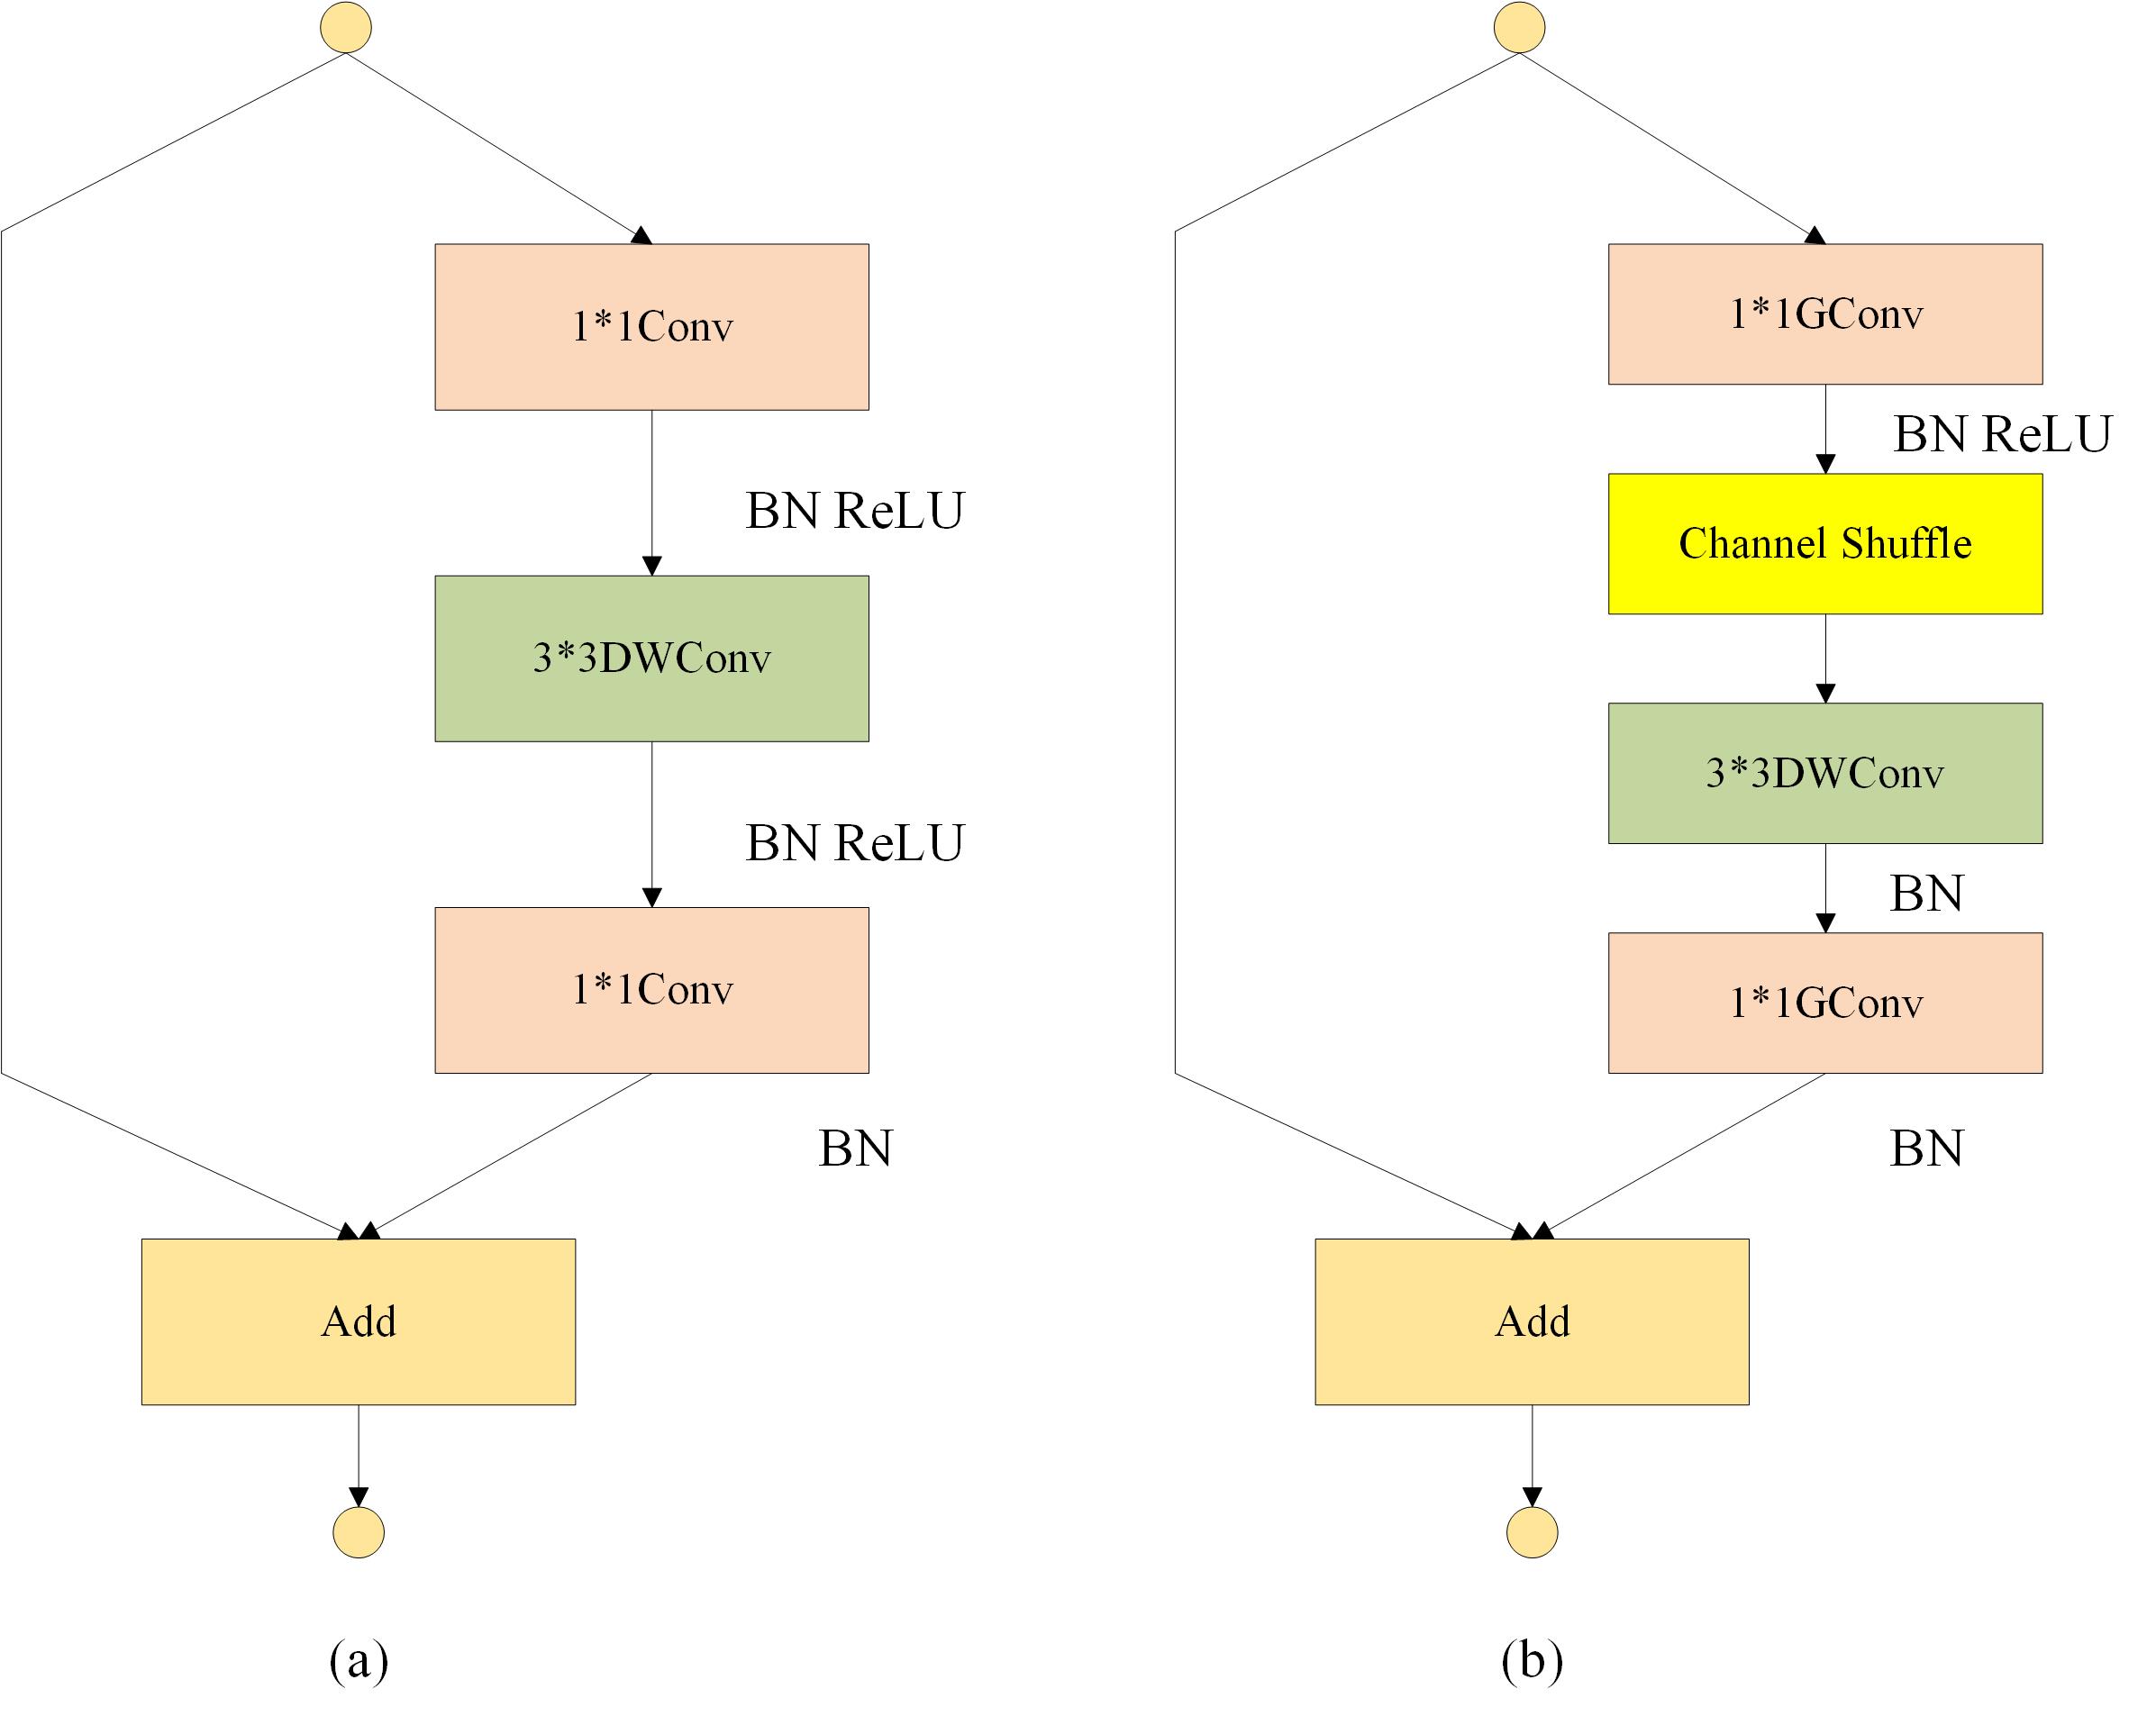 1*1Conv
BN ReLU
3*3DWConv
BN ReLU
1*1Conv
BN
Add
(a)
1*1GConv
BN ReLU
Channel Shuffle
3*3DWConv
BN
1*1GConv
BN
Add
(b)